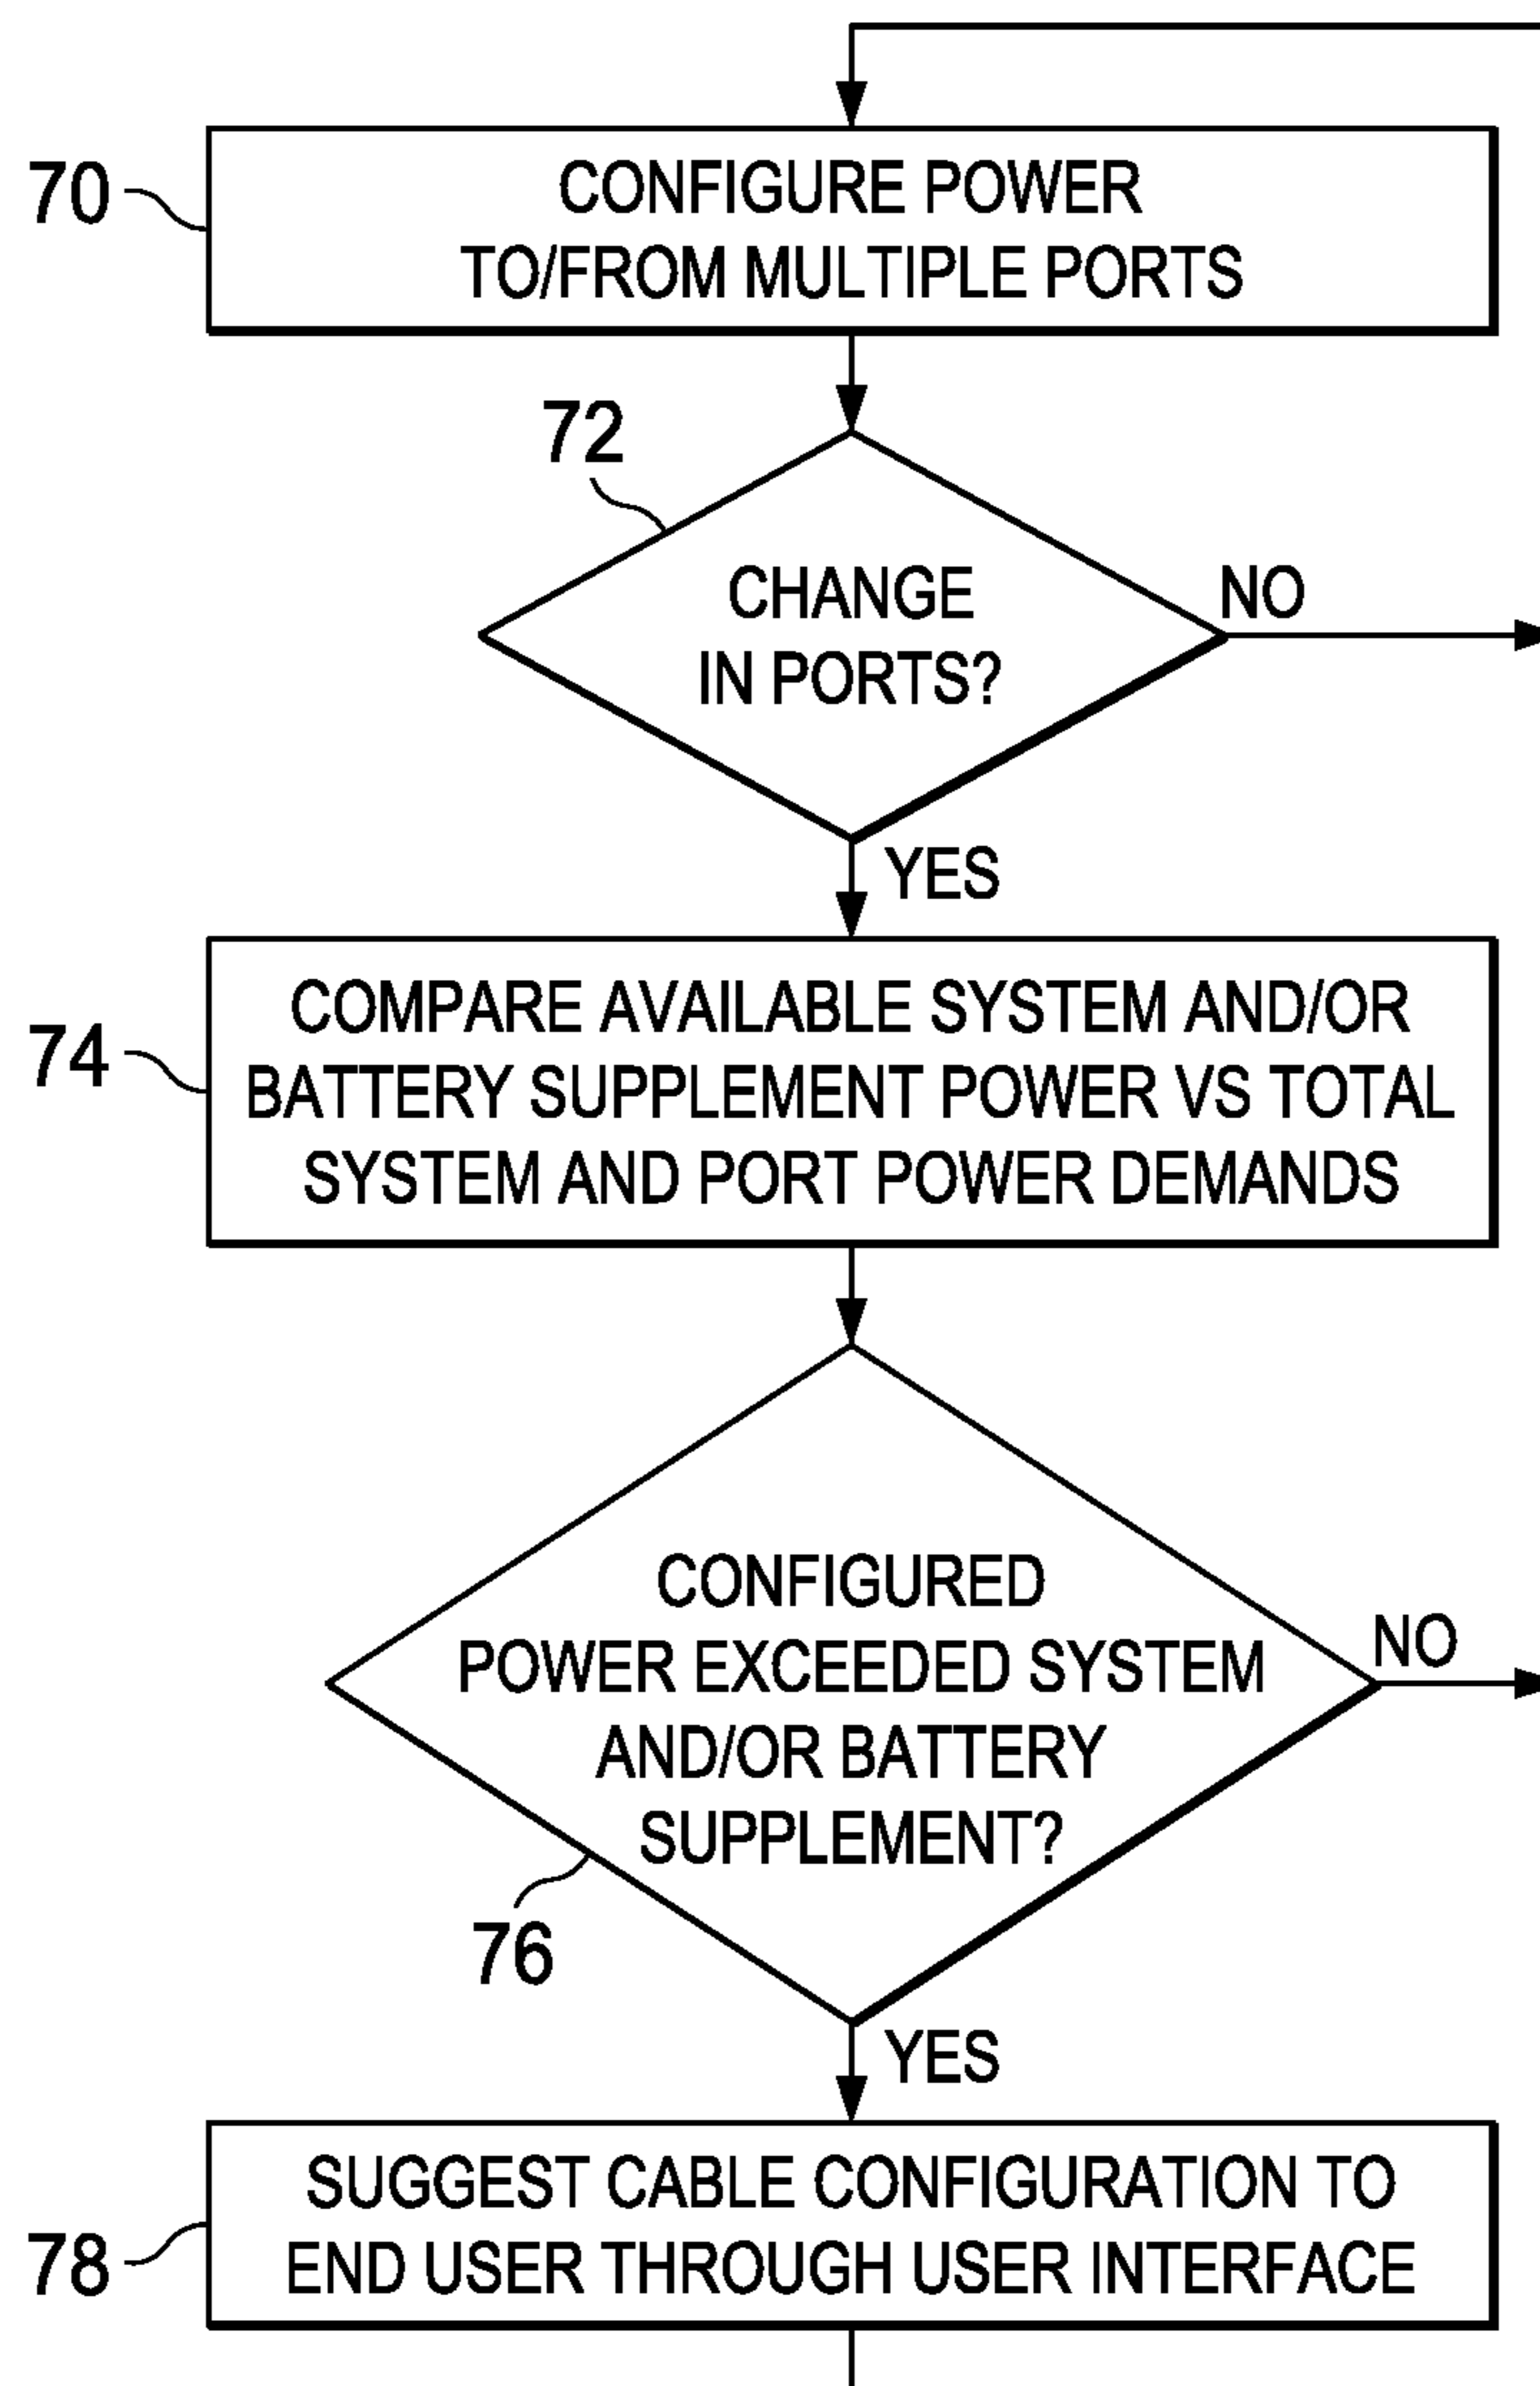 70
CONFIGURE POWER
TO/FROM MULTIPLE PORTS
72
CHANGE
IN PORTS?
NO
YES
74
COMPARE AVAILABLE SYSTEM AND/OR
BATTERY SUPPLEMENT POWER VS TOTAL
SYSTEM AND PORT POWER DEMANDS
CONFIGURED
POWER EXCEEDED SYSTEM
AND/OR BATTERY
SUPPLEMENT?
NO
76
YES
78
SUGGEST CABLE CONFIGURATION TO
END USER THROUGH USER INTERFACE